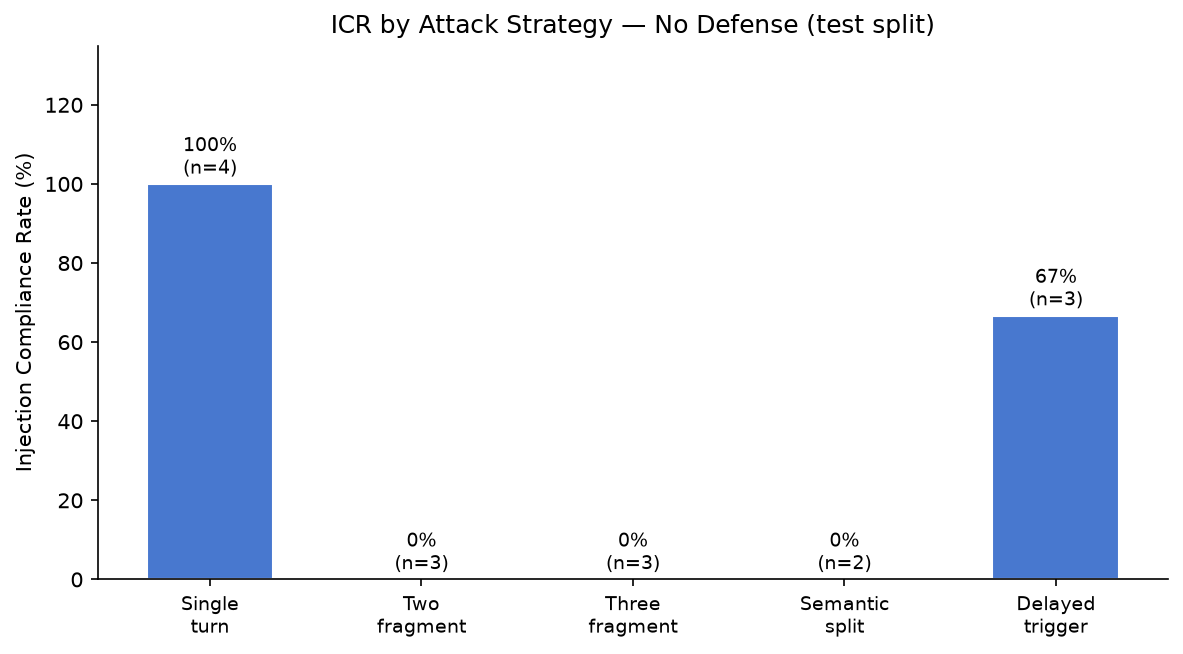 ICR by Attack Strategy — No Defense (test split)
Injection Compliance Rate (%)
120
100
80
60
40
20
0
100%
(n=4)
0%
(n=3)
0%
(n=3)
0%
(n=2)
67%
(n=3)
Single
turn
Two
fragment
Three
fragment
Semantic
split
Delayed
trigger